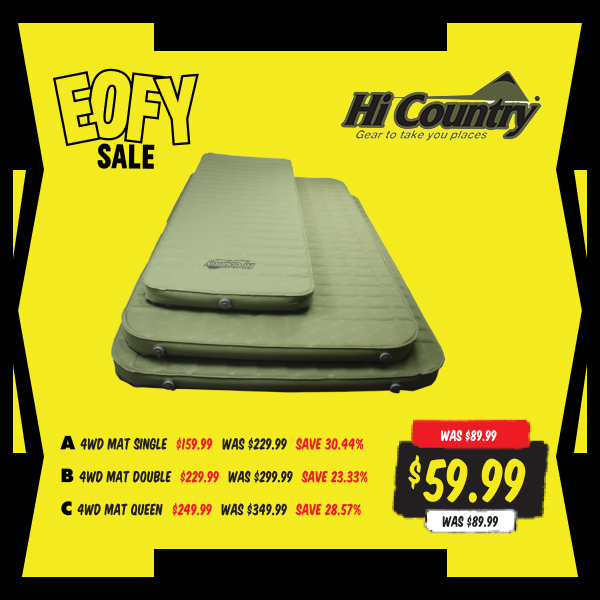 EOFY
SALE
Hi Country
Gear to take you places
Hi Country
A 4WD MAT SINGLE $159.99 WAS $229.99 SAVE 30.44%
B 4WD MAT DOUBLE $229.99 WAS $299.99 SAVE 23.33%
C 4WD MAT QUEEN $249.99 WAS $349.99 SAVE 28.57%
WAS $89.99
$59.99
WAS $89.99